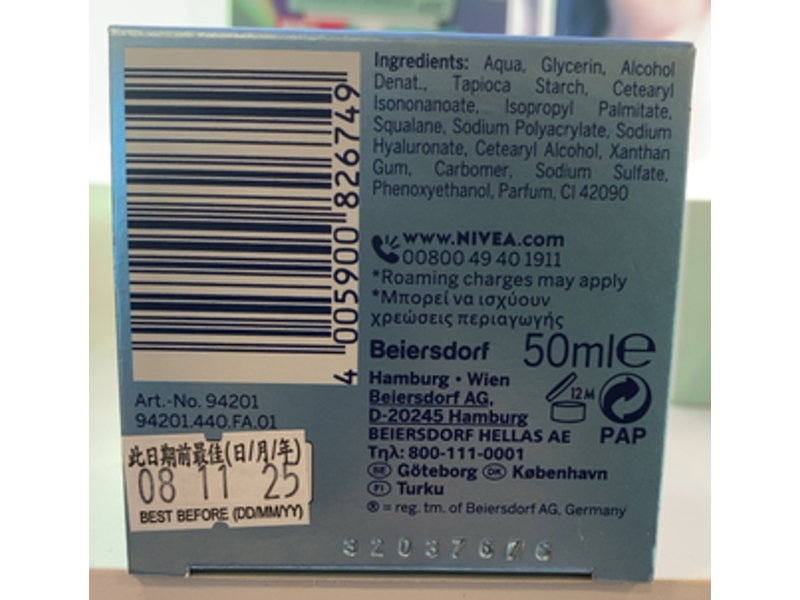 Ingredients: Aqua, Glycerin, Alcohol
Denat., Tapioca Starch, Cetearyl
Isononanoate, Isopropyl Palmitate,
Squalane, Sodium Polyacrylate, Sodium
Hyaluronate, Cetearyl Alcohol, Xanthan
Gum, Carbomer, Sodium Sulfate,
Phenoxyethanol, Parfum, CI 42090
4 005900 826749
www.NIVEA.com
00800 49 40 1911
*Roaming charges may apply
*Μπορεί να ισχύουν
χρεώσεις περιαγωγής
Beiersdorf 50ml℮
Hamburg · Wien
Beiersdorf AG,
D-20245 Hamburg
BEIERSDORF HELLAS AE
Τηλ: 800-111-0001
SE Göteborg DK København
FI Turku
® = reg. tm. of Beiersdorf AG, Germany
12 M
PAP
Art.-No. 94201
94201.440.FA.01
此日期前最佳(日/月/年)
08 11 25
BEST BEFORE (DD/MM/YY)